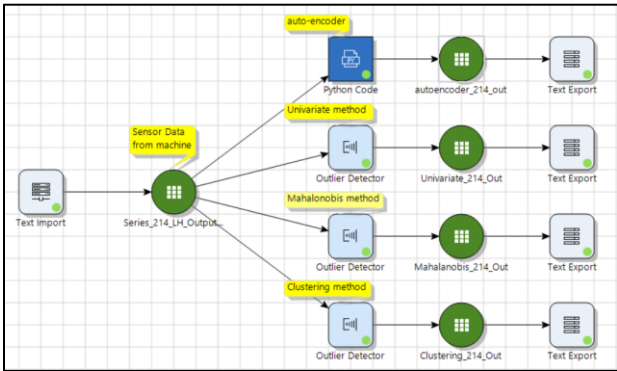 auto-encoder
Python Code
autoencoder_214_out
Text Export
Univariate method
Sensor Data
from machine
Outlier Detector
Univariate_214_Out
Text Export
Text Import
Series_214_LH_Output...
Mahalonobis method
Outlier Detector
Mahalanobis_214_Out
Text Export
Clustering method
Outlier Detector
Clustering_214_Out
Text Export